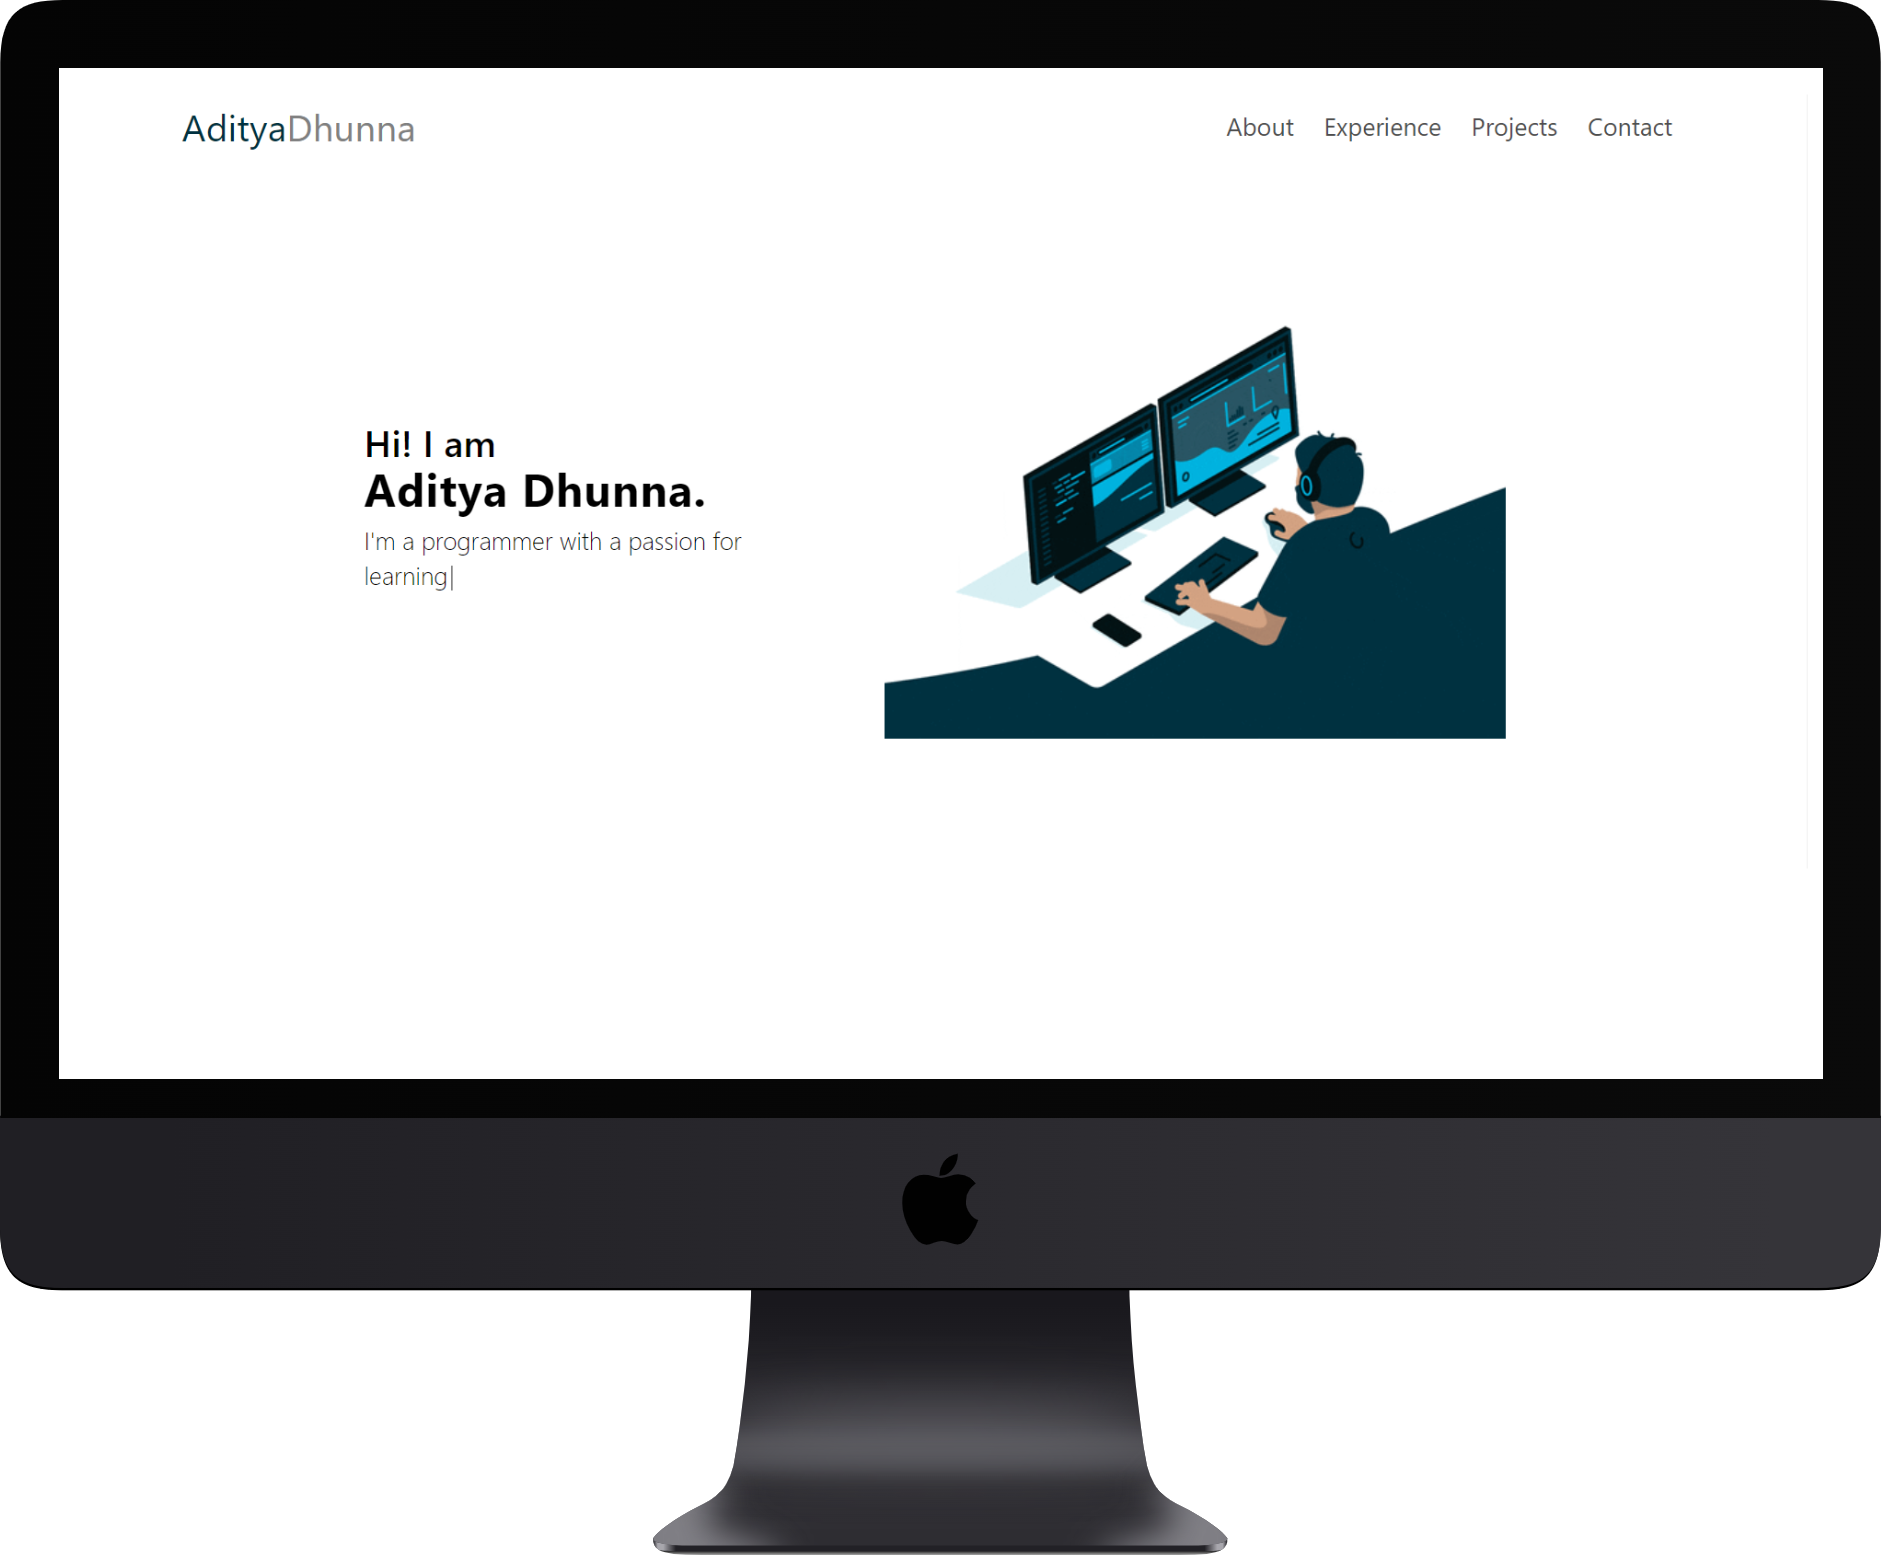 AdityaDhunna
About Experience Projects Contact
Hi! I am
Aditya Dhunna.
I'm a programmer with a passion for
learning|